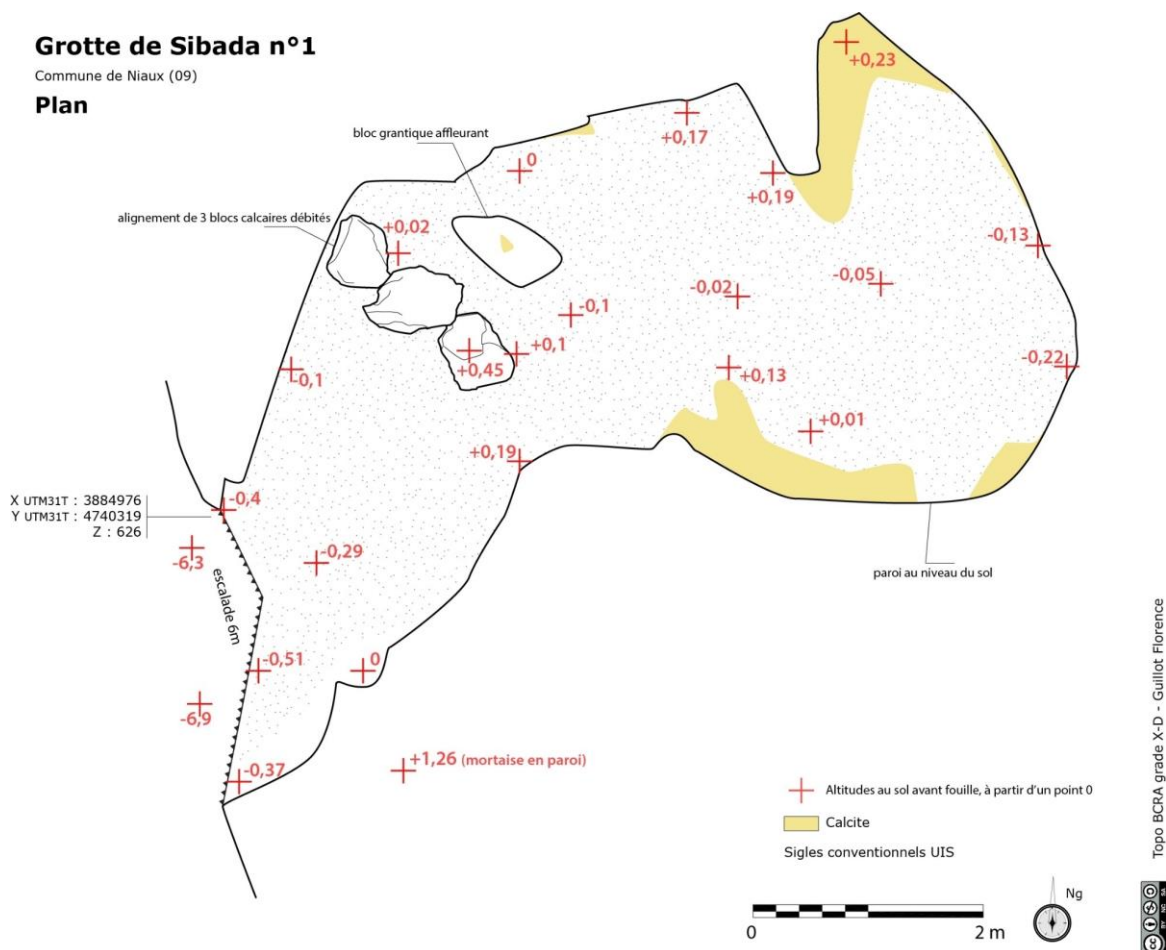 Grotte de Sibada n°1
Commune de Niaux (09)
Plan
+0,23
bloc grantique affleurant
+0,17
0
+0,19
alignement de 3 blocs calcaires débités
+0,02
-0,13
-0,05
-0,02
-0,1
+0,1
+0,45
-0,22
-0,1
+0,13
+0,01
+0,19
X UTM31T : 3884976
Y UTM31T : 4740319
Z : 626
-0,4
-6,3
-0,29
escalade 6m
paroi au niveau du sol
-0,51
0
-6,9
-0,37
+1,26 (mortaise en paroi)
Altitudes au sol avant fouille, à partir d'un point 0
Calcite
Sigles conventionnels UIS
Ng
0
2 m
Topo BCRA grade X-D - Guillot Florence
cc
BY NC SA